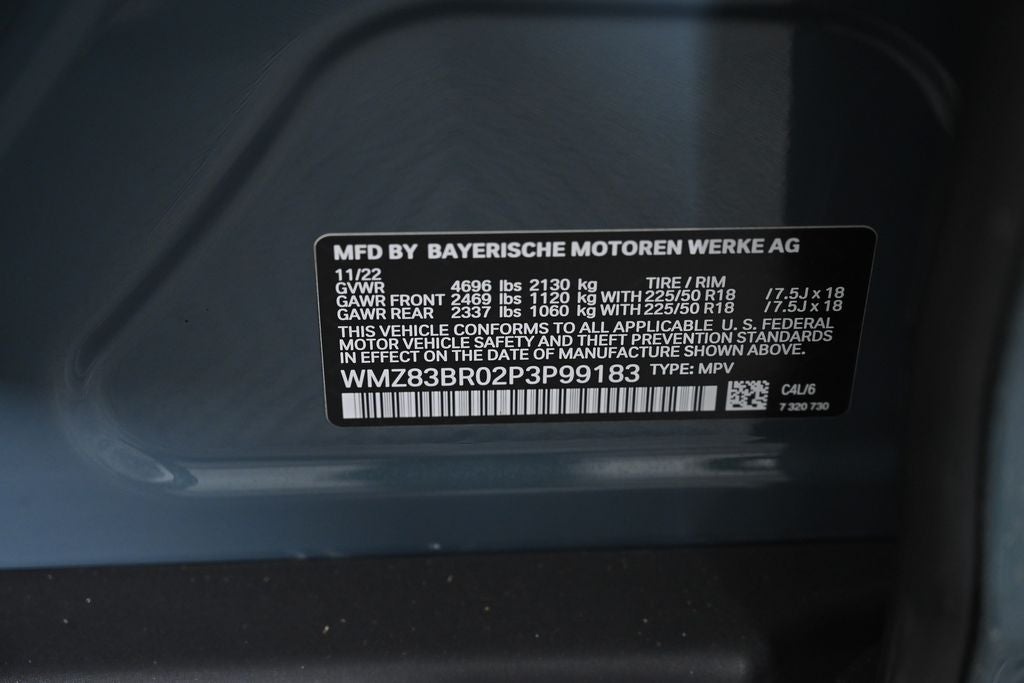 MFD BY BAYERISCHE MOTOREN WERKE AG
11/22
GVWR 4696 lbs 2130 kg TIRE / RIM
GAWR FRONT 2469 lbs 1120 kg WITH 225/50 R18 /7.5J x 18
GAWR REAR 2337 lbs 1060 kg WITH 225/50 R18 /7.5J x 18
THIS VEHICLE CONFORMS TO ALL APPLICABLE U. S. FEDERAL
MOTOR VEHICLE SAFETY AND THEFT PREVENTION STANDARDS
IN EFFECT ON THE DATE OF MANUFACTURE SHOWN ABOVE.
WMZ83BR02P3P99183 TYPE: MPV
C4L/6
7 320 730